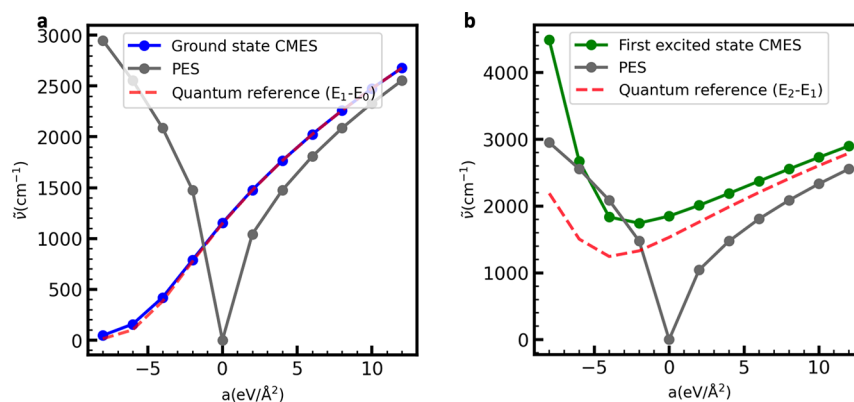 a
3000
2500
2000
1500
1000
500
0
ṽ(cm⁻¹)
Ground state CMES
PES
Quantum reference (E₁-E₀)
−5
0
5
10
a(eV/Å²)
b
4000
3000
2000
1000
0
ṽ(cm⁻¹)
First excited state CMES
PES
Quantum reference (E₂-E₁)
−5
0
5
10
a(eV/Å²)